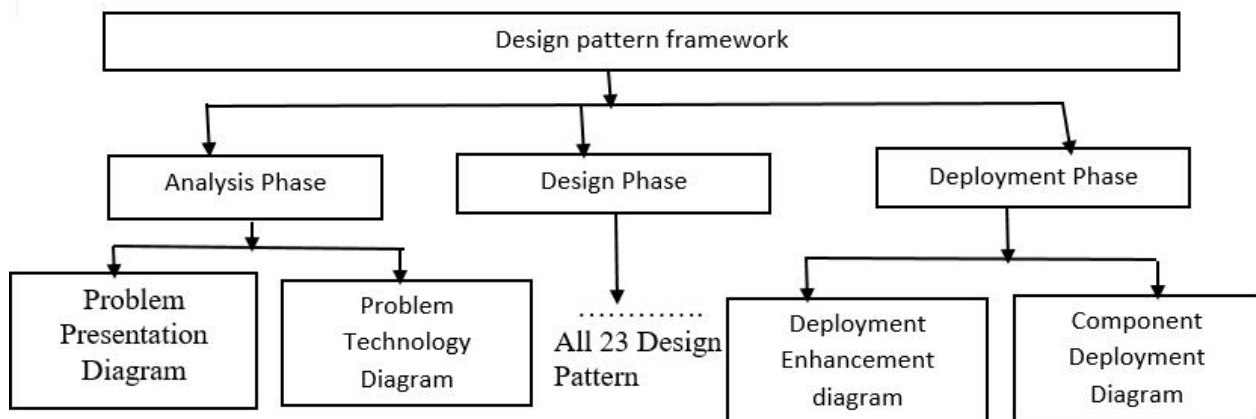 Design pattern framework
Analysis Phase
Design Phase
Deployment Phase
Problem
Presentation
Diagram
Problem
Technology
Diagram
.............
All 23 Design
Pattern
Deployment
Enhancement
diagram
Component
Deployment
Diagram